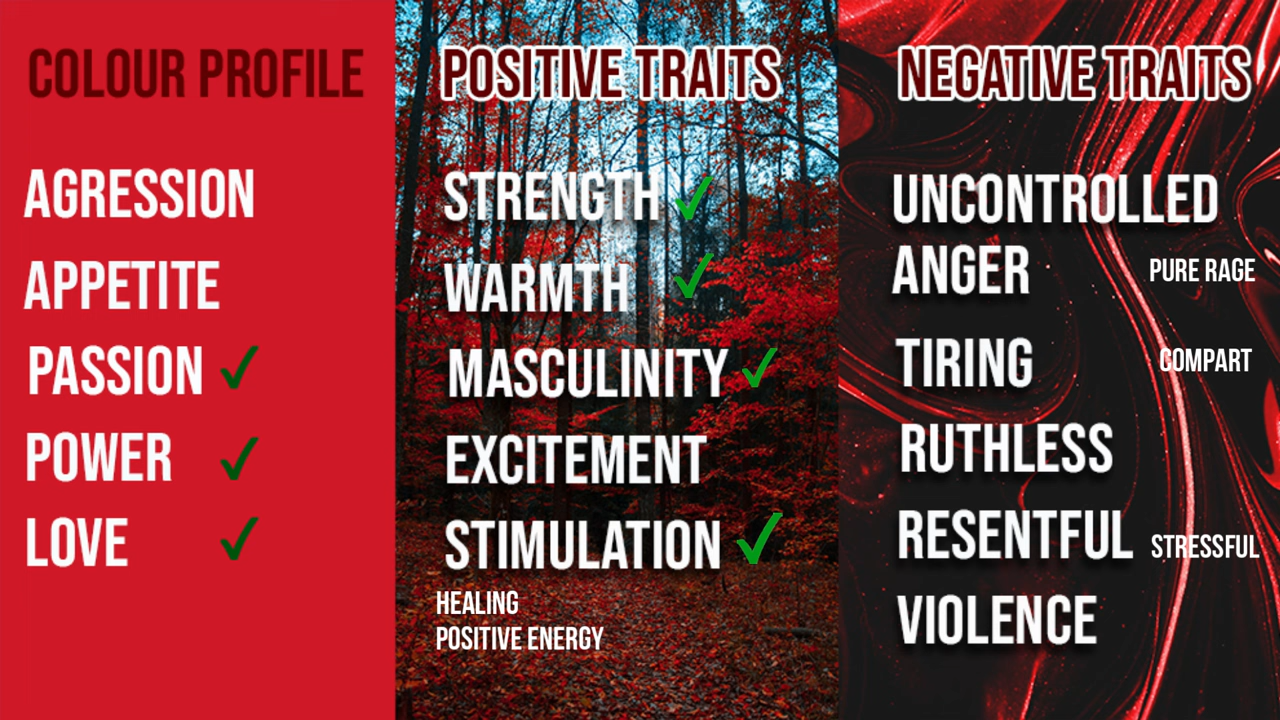 COLOUR PROFILE
AGRESSION
APPETITE
PASSION ✓
POWER ✓
LOVE ✓
POSITIVE TRAITS
STRENGTH ✓
WARMTH ✓
MASCULINITY ✓
EXCITEMENT
STIMULATION ✓
HEALING
POSITIVE ENERGY
NEGATIVE TRAITS
UNCONTROLLED
ANGER
PURE RAGE
TIRING
COMPART
RUTHLESS
RESENTFUL
STRESSFUL
VIOLENCE